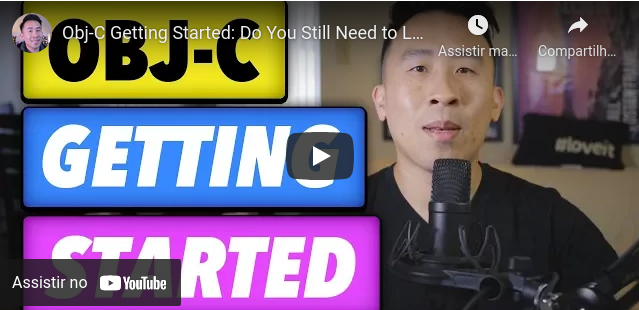 Obj-C Getting Started: Do You Still Need to L...
Assistir ma...
Compartilh...
OBJ-C
GETTING
STARTED
#loveit
Assistir no YouTube